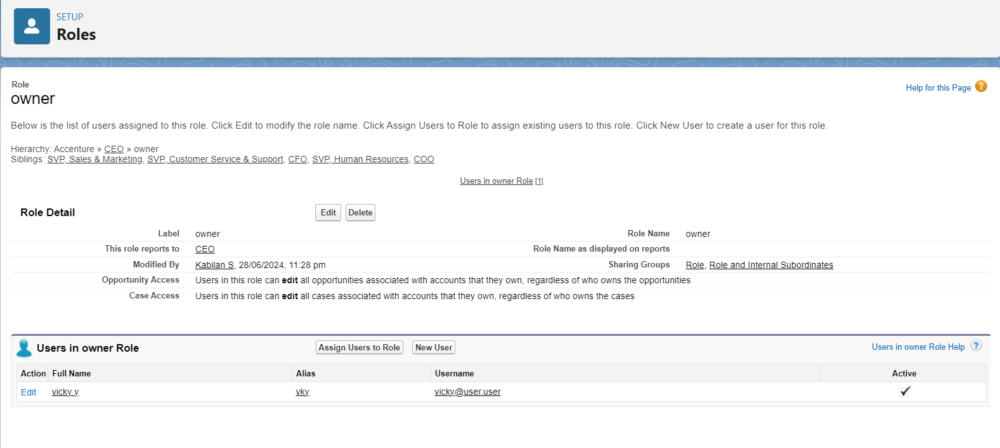 SETUP
Roles
Role
owner
Help for this Page ?
Below is the list of users assigned to this role. Click Edit to modify the role name. Click Assign Users to Role to assign existing users to this role. Click New User to create a user for this role.
Hierarchy: Accenture » CEO » owner
Siblings: SVP, Sales & Marketing, SVP, Customer Service & Support, CFO, SVP, Human Resources, COO
Users in owner Role [1]
Role Detail Edit Delete
Label owner Role Name owner
This role reports to CEO Role Name as displayed on reports
Modified By Kabilan S, 28/06/2024, 11:28 pm Sharing Groups Role, Role and Internal Subordinates
Opportunity Access Users in this role can edit all opportunities associated with accounts that they own, regardless of who owns the opportunities
Case Access Users in this role can edit all cases associated with accounts that they own, regardless of who owns the cases
Users in owner Role Assign Users to Role New User Users in owner Role Help ?
Action Full Name Alias Username Active
Edit vicky y vky vicky@user.user